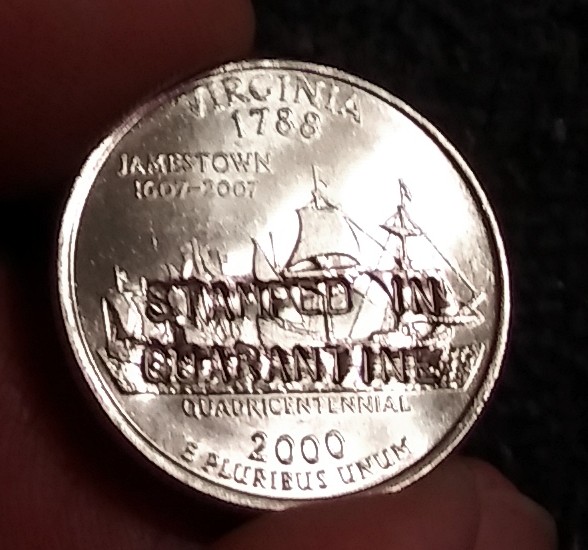 VIRGINIA
1788
JAMESTOWN
1607-2007
STAMPED IN
QUARANTINE
QUADRICENTENNIAL
2000
E PLURIBUS UNUM